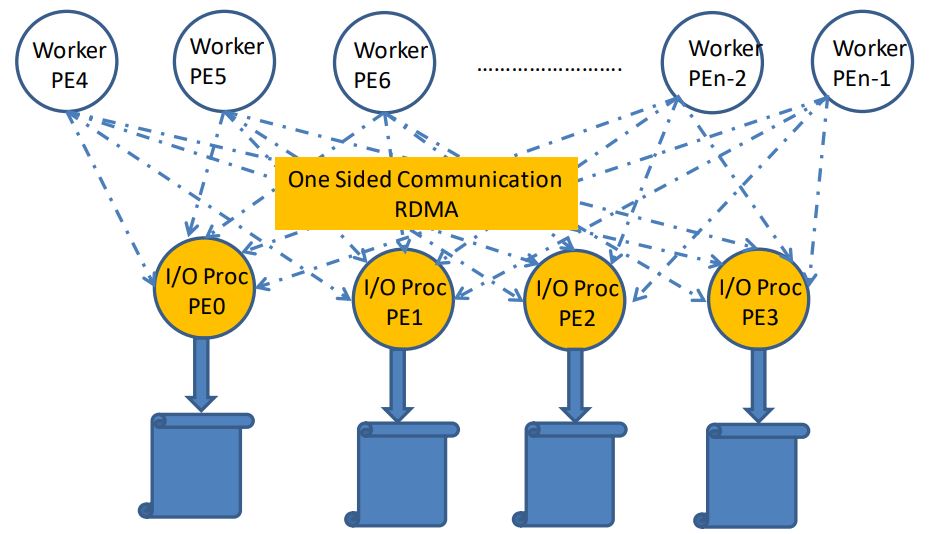 Worker
PE4
Worker
PE5
Worker
PE6
…………………….
Worker
PEn-2
Worker
PEn-1
One Sided Communication
RDMA
I/O Proc
PE0
I/O Proc
PE1
I/O Proc
PE2
I/O Proc
PE3